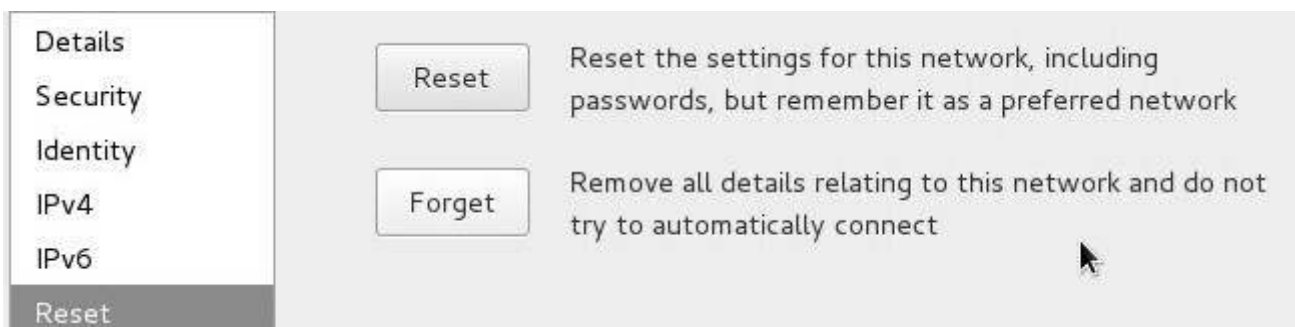 Details
Security
Identity
IPv4
IPv6
Reset
Reset
Reset the settings for this network, including
passwords, but remember it as a preferred network
Forget
Remove all details relating to this network and do not
try to automatically connect